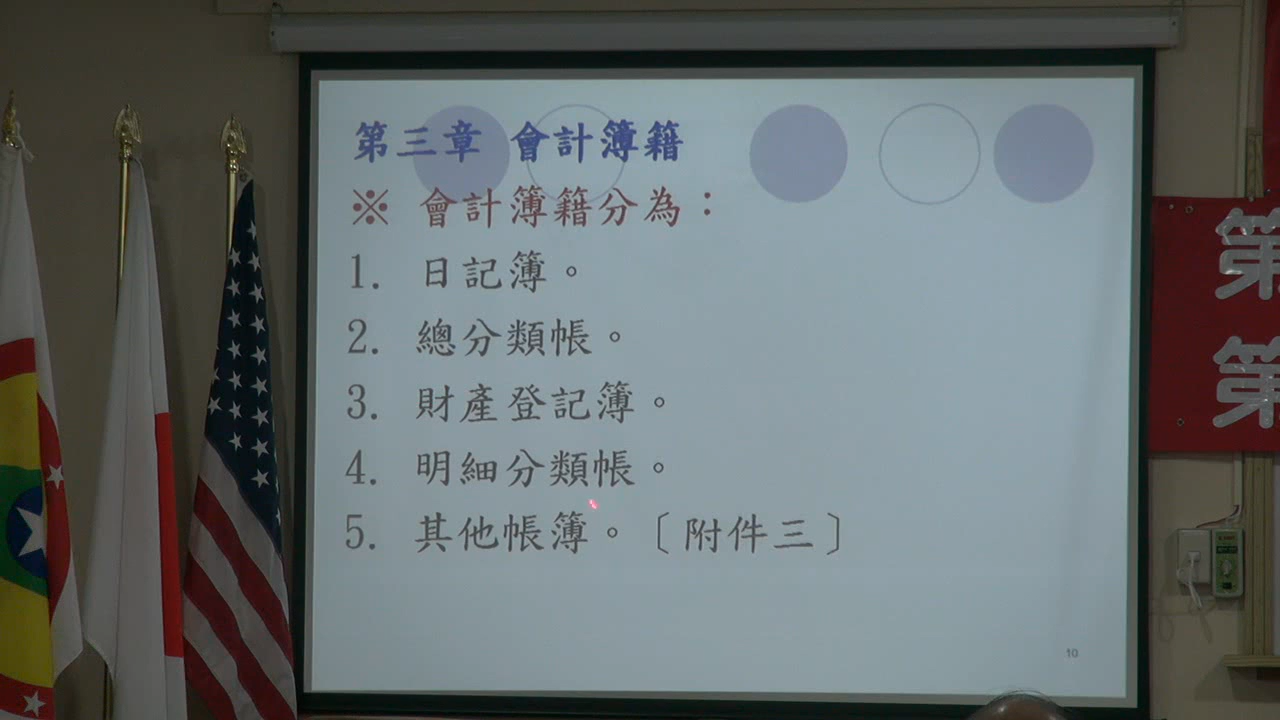 第三章 會計簿籍
※ 會計簿籍分為：
1. 日記簿。
2. 總分類帳。
3. 財產登記簿。
4. 明細分類帳。
5. 其他帳簿。〔附件三〕
10
第
第